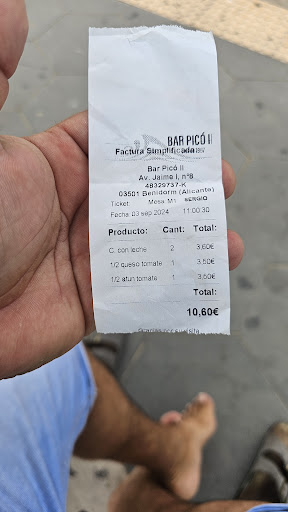 BAR PICÓ II
Factura Simplificada
Bar Picó II
Av. Jaime I, nº8
48329737-K
03501 Benidorm (Alicante)
Ticket: Mesa M1 SERGIO
Fecha 03 sep 2024 11:00:30
Producto: Cant: Total:
C. con leche 2 3,60€
1/2 queso tomate 1 3,50€
1/2 atun tomate 1 3,50€
Total:
10,60€